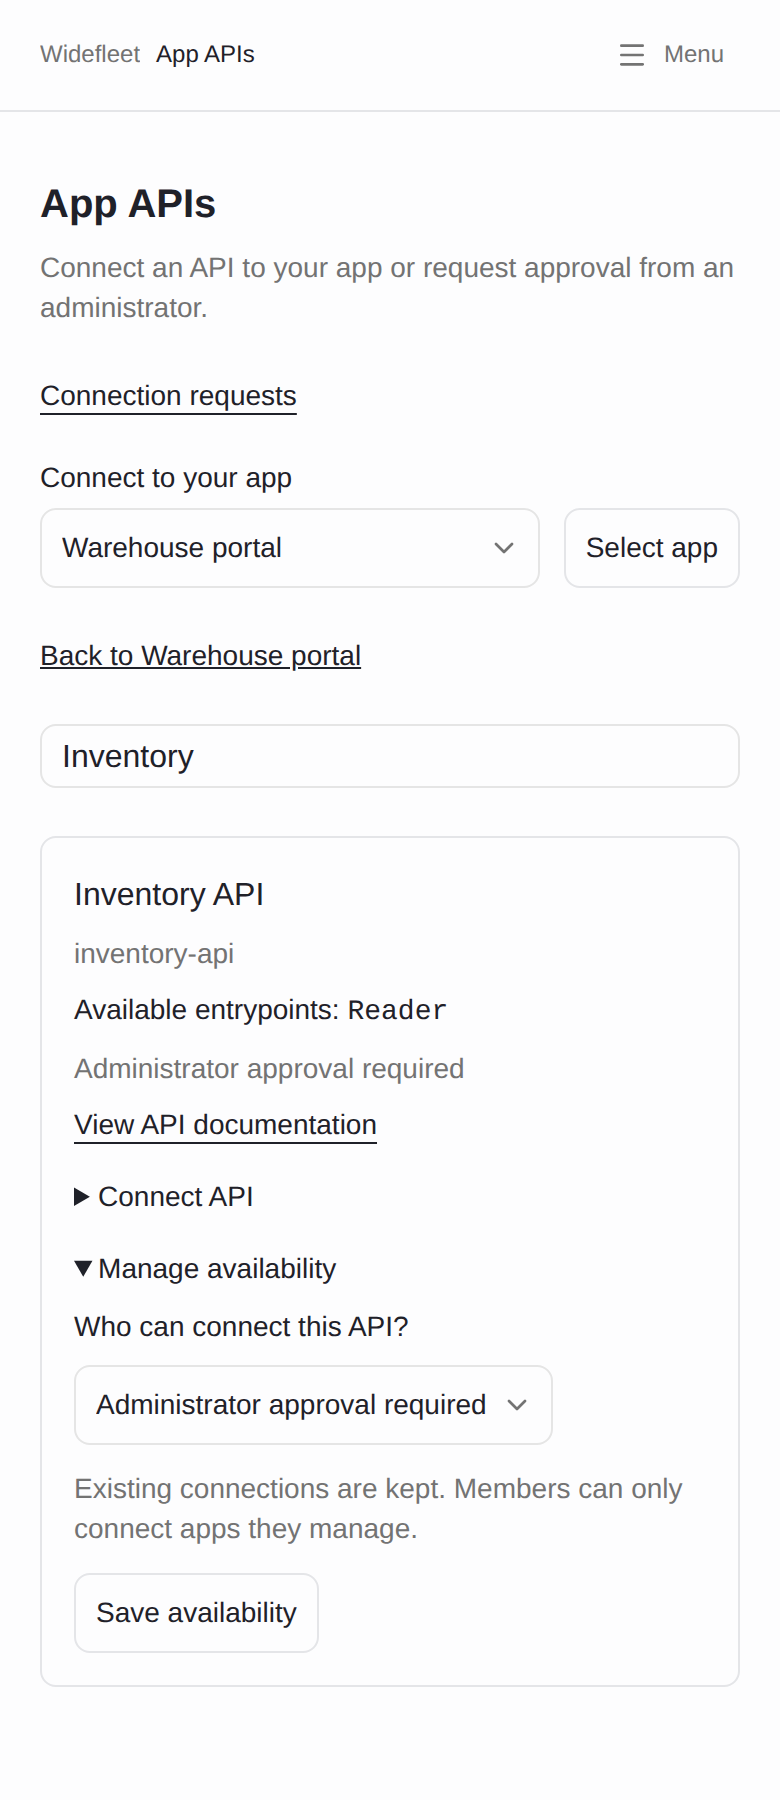 Widefleet App APIs Menu
App APIs
Connect an API to your app or request approval from an
administrator.
Connection requests
Connect to your app
Warehouse portal Select app
Back to Warehouse portal
Inventory
Inventory API
inventory-api
Available entrypoints: Reader
Administrator approval required
View API documentation
Connect API
Manage availability
Who can connect this API?
Administrator approval required
Existing connections are kept. Members can only
connect apps they manage.
Save availability